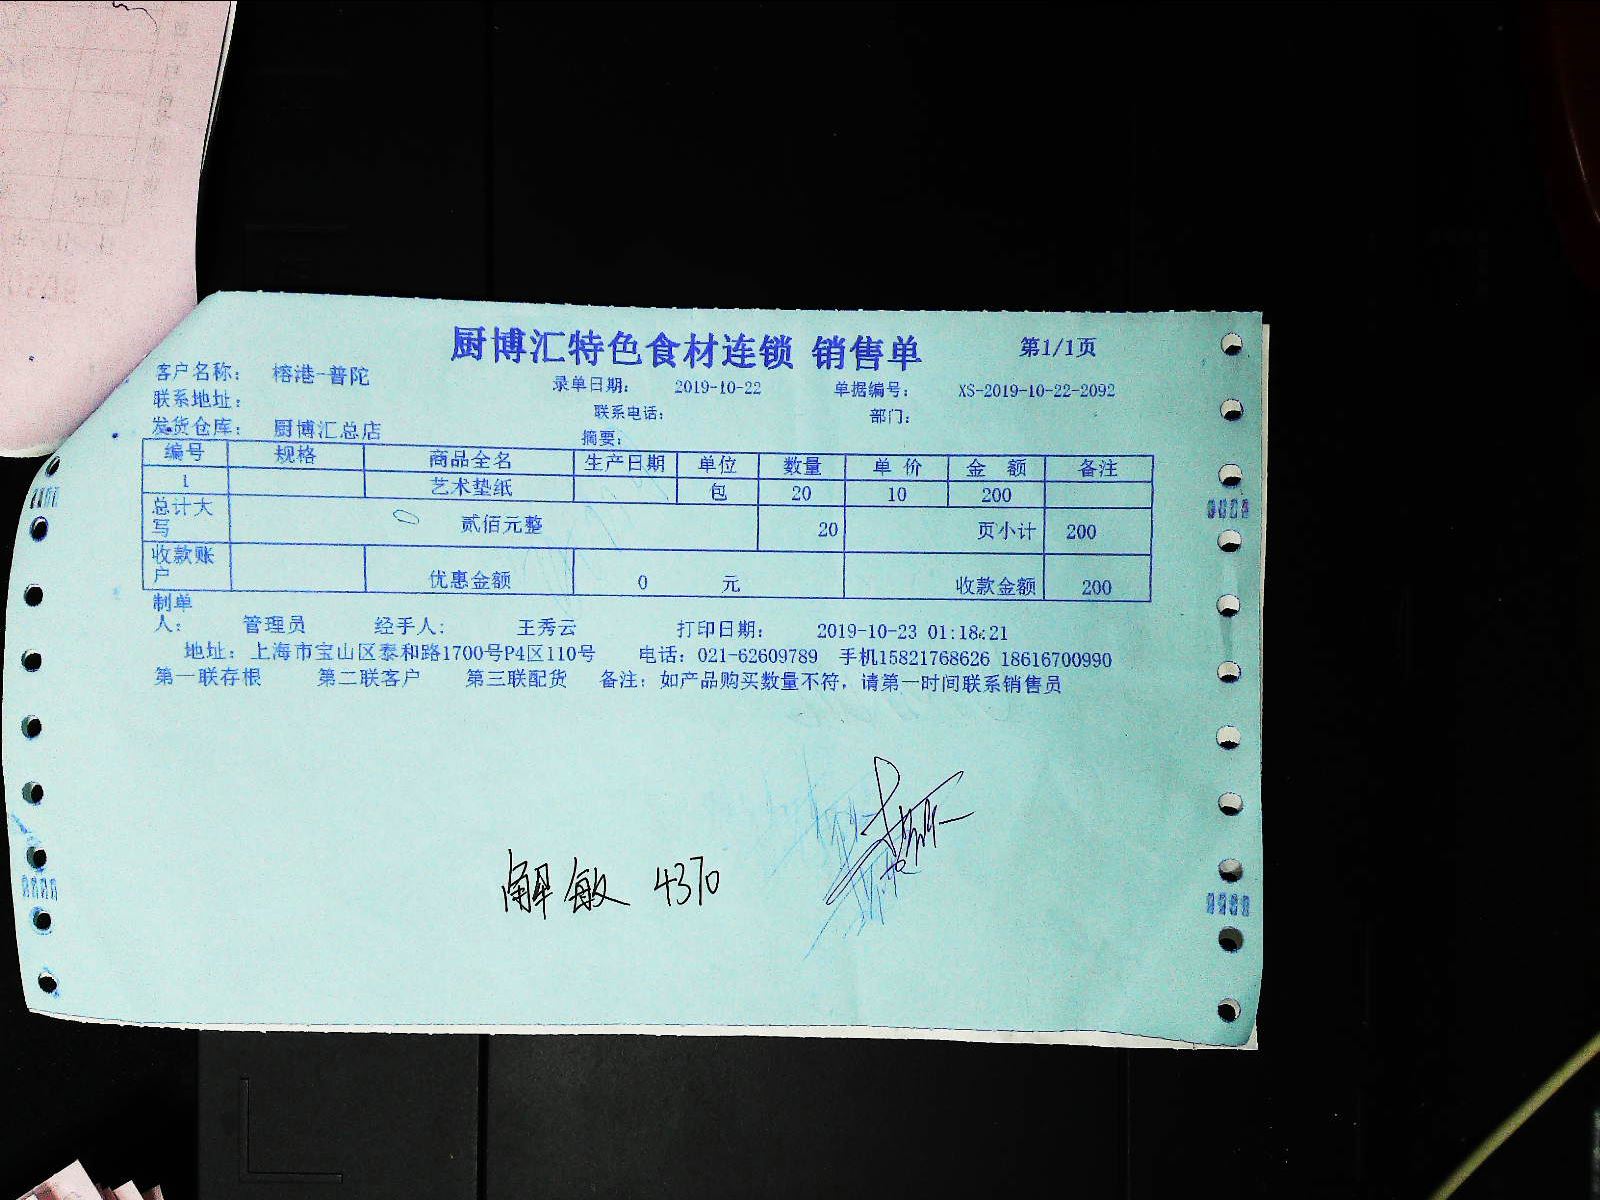 厨博汇特色食材连锁 销售单 第1/1页
客户名称： 榕港-普陀 录单日期： 2019-10-22 单据编号： XS-2019-10-22-2092
联系地址： 联系电话： 部门：
发货仓库： 厨博汇总店 摘要：
编号 规格 商品全名 生产日期 单位 数量 单 价 金 额 备注
1 艺术垫纸 包 20 10 200
总计大写 贰佰元整 20 页小计 200
收款账户 优惠金额 0 元 收款金额 200
制单人： 管理员 经手人： 王秀云 打印日期： 2019-10-23 01:18:21
地址：上海市宝山区泰和路1700号P4区110号 电话：021-62609789 手机15821768626 18616700990
第一联存根 第二联客户 第三联配货 备注：如产品购买数量不符，请第一时间联系销售员
解敏 4370